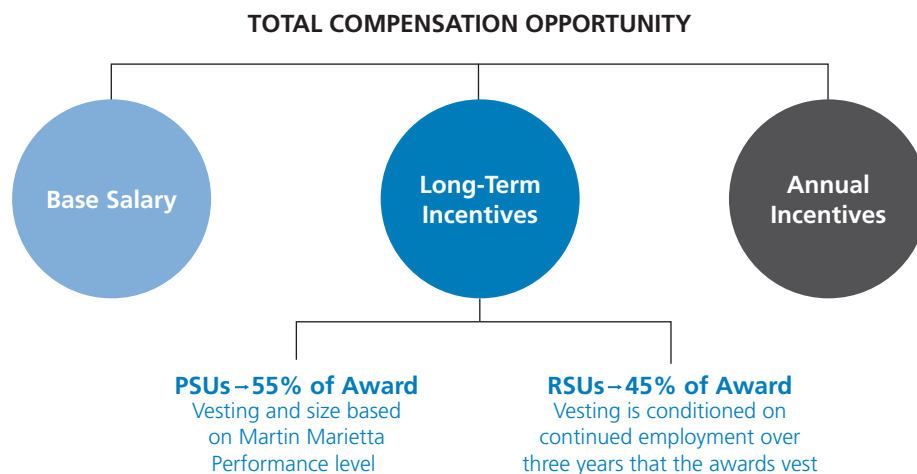 TOTAL COMPENSATION OPPORTUNITY
Base Salary
Long-Term
Incentives
Annual
Incentives
PSUs→55% of Award
Vesting and size based
on Martin Marietta
Performance level
RSUs→45% of Award
Vesting is conditioned on
continued employment over
three years that the awards vest